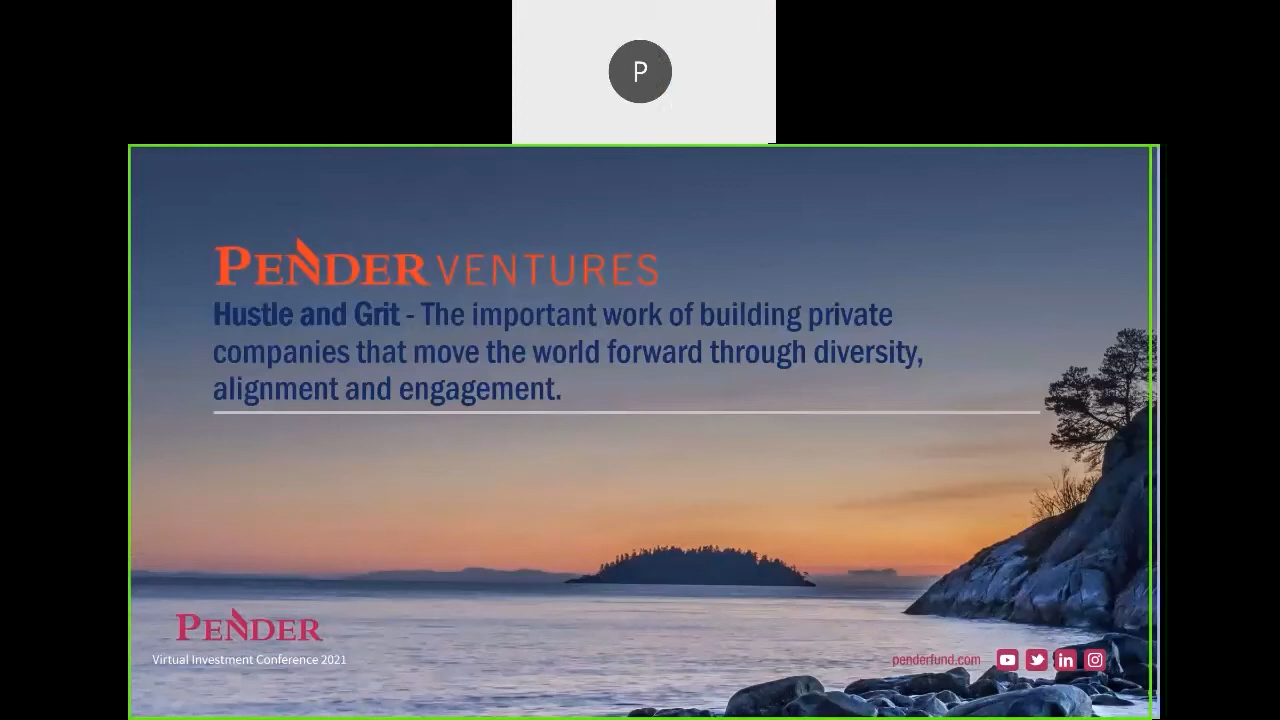 P
PENDER VENTURES
Hustle and Grit - The important work of building private
companies that move the world forward through diversity,
alignment and engagement.
PENDER
Virtual Investment Conference 2021
penderfund.com